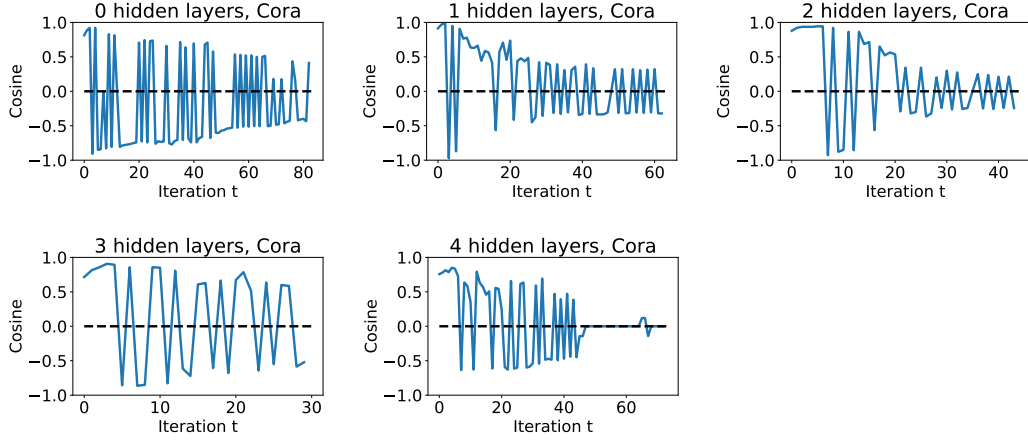 0 hidden layers, Cora
1.0
0.5
0.0
−0.5
−1.0
Cosine
0 20 40 60 80
Iteration t
1 hidden layers, Cora
1.0
0.5
0.0
−0.5
−1.0
Cosine
0 20 40 60
Iteration t
2 hidden layers, Cora
1.0
0.5
0.0
−0.5
−1.0
Cosine
0 20 40
Iteration t
3 hidden layers, Cora
1.0
0.5
0.0
−0.5
−1.0
Cosine
0 10 20 30
Iteration t
4 hidden layers, Cora
1.0
0.5
0.0
−0.5
−1.0
Cosine
0 20 40 60
Iteration t